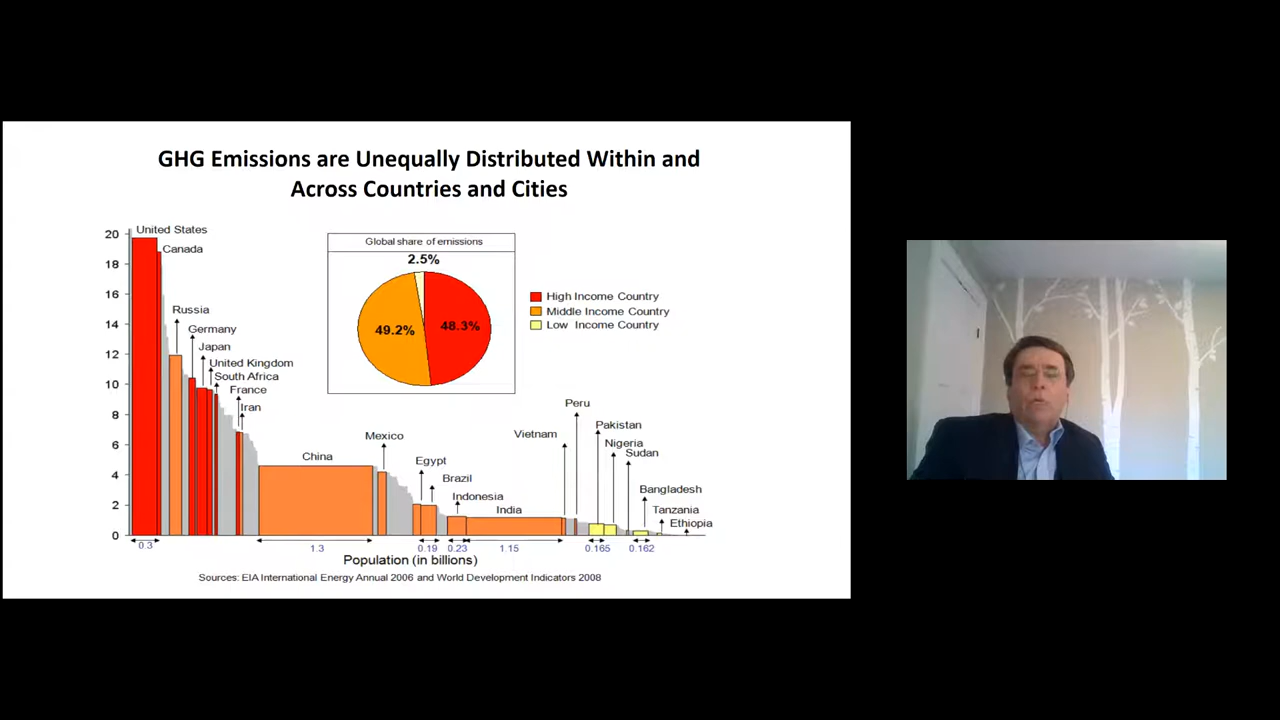 GHG Emissions are Unequally Distributed Within and
Across Countries and Cities
20
18
16
14
12
10
8
6
4
2
0
United States
Canada
Russia
Germany
Japan
United Kingdom
South Africa
France
Iran
China
Mexico
Egypt
Brazil
Indonesia
India
Vietnam
Peru
Pakistan
Nigeria
Sudan
Bangladesh
Tanzania
Ethiopia
Global share of emissions
2.5%
49.2%
48.3%
High Income Country
Middle Income Country
Low Income Country
0.3
1.3
0.19
0.23
1.15
0.165
0.162
Population (in billions)
Sources: EIA International Energy Annual 2006 and World Development Indicators 2008